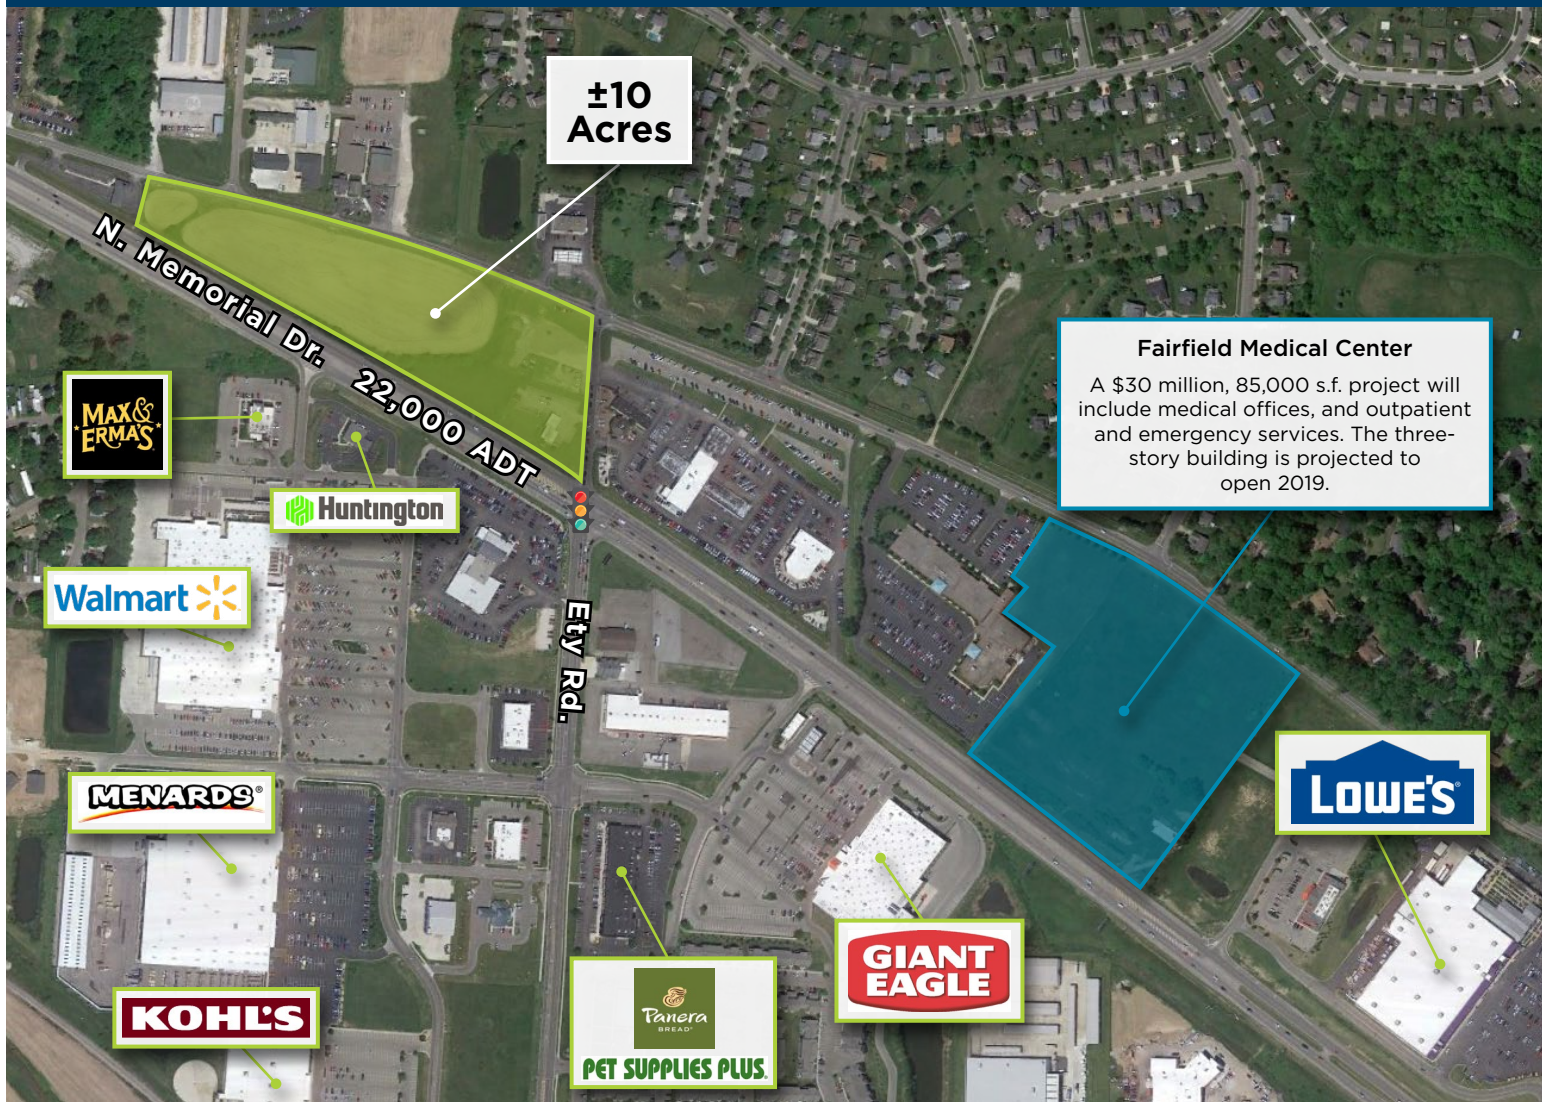 ±10
Acres
N. Memorial Dr. 22,000 ADT
Fairfield Medical Center
A $30 million, 85,000 s.f. project will
include medical offices, and outpatient
and emergency services. The three-
story building is projected to
open 2019.
MAX &
ERMA'S
Huntington
Walmart
Ety Rd.
MENARDS®
LOWE'S®
GIANT
EAGLE
KOHL'S
Panera
BREAD®
PET SUPPLIES PLUS.